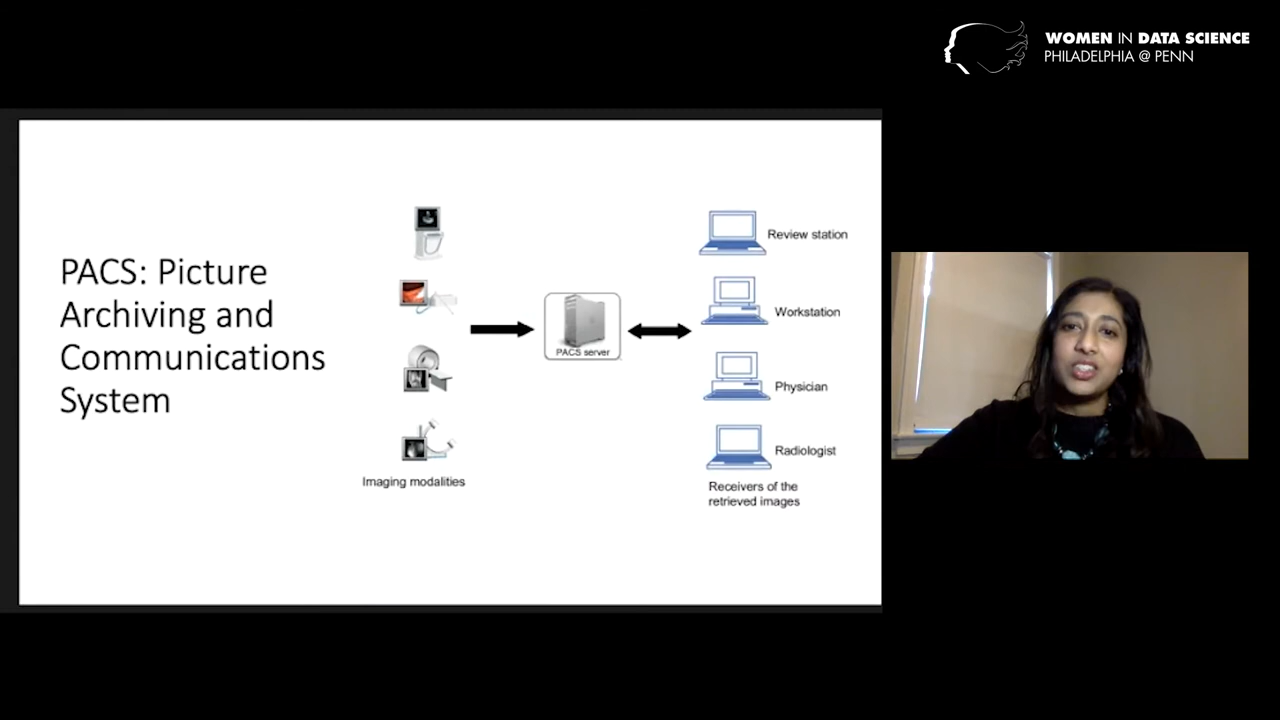 WOMEN IN DATA SCIENCE
PHILADELPHIA @ PENN
PACS: Picture
Archiving and
Communications
System
Imaging modalities
PACS server
Review station
Workstation
Physician
Radiologist
Receivers of the
retrieved images